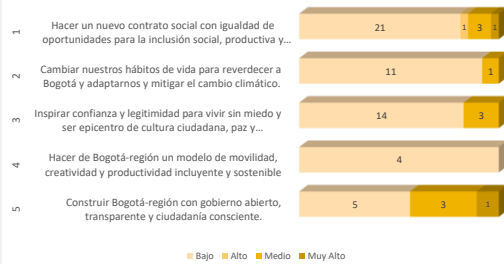 1
Hacer un nuevo contrato social con igualdad de
oportunidades para la inclusión social, productiva y…
21 1 3 1
2
Cambiar nuestros hábitos de vida para reverdecer a
Bogotá y adaptarnos y mitigar el cambio climático.
11 1
3
Inspirar confianza y legitimidad para vivir sin miedo y
ser epicentro de cultura ciudadana, paz y…
14 3
4
Hacer de Bogotá-región un modelo de movilidad,
creatividad y productividad incluyente y sostenible
4
5
Construir Bogotá-región con gobierno abierto,
transparente y ciudadanía consciente.
5 3 1
Bajo Alto Medio Muy Alto